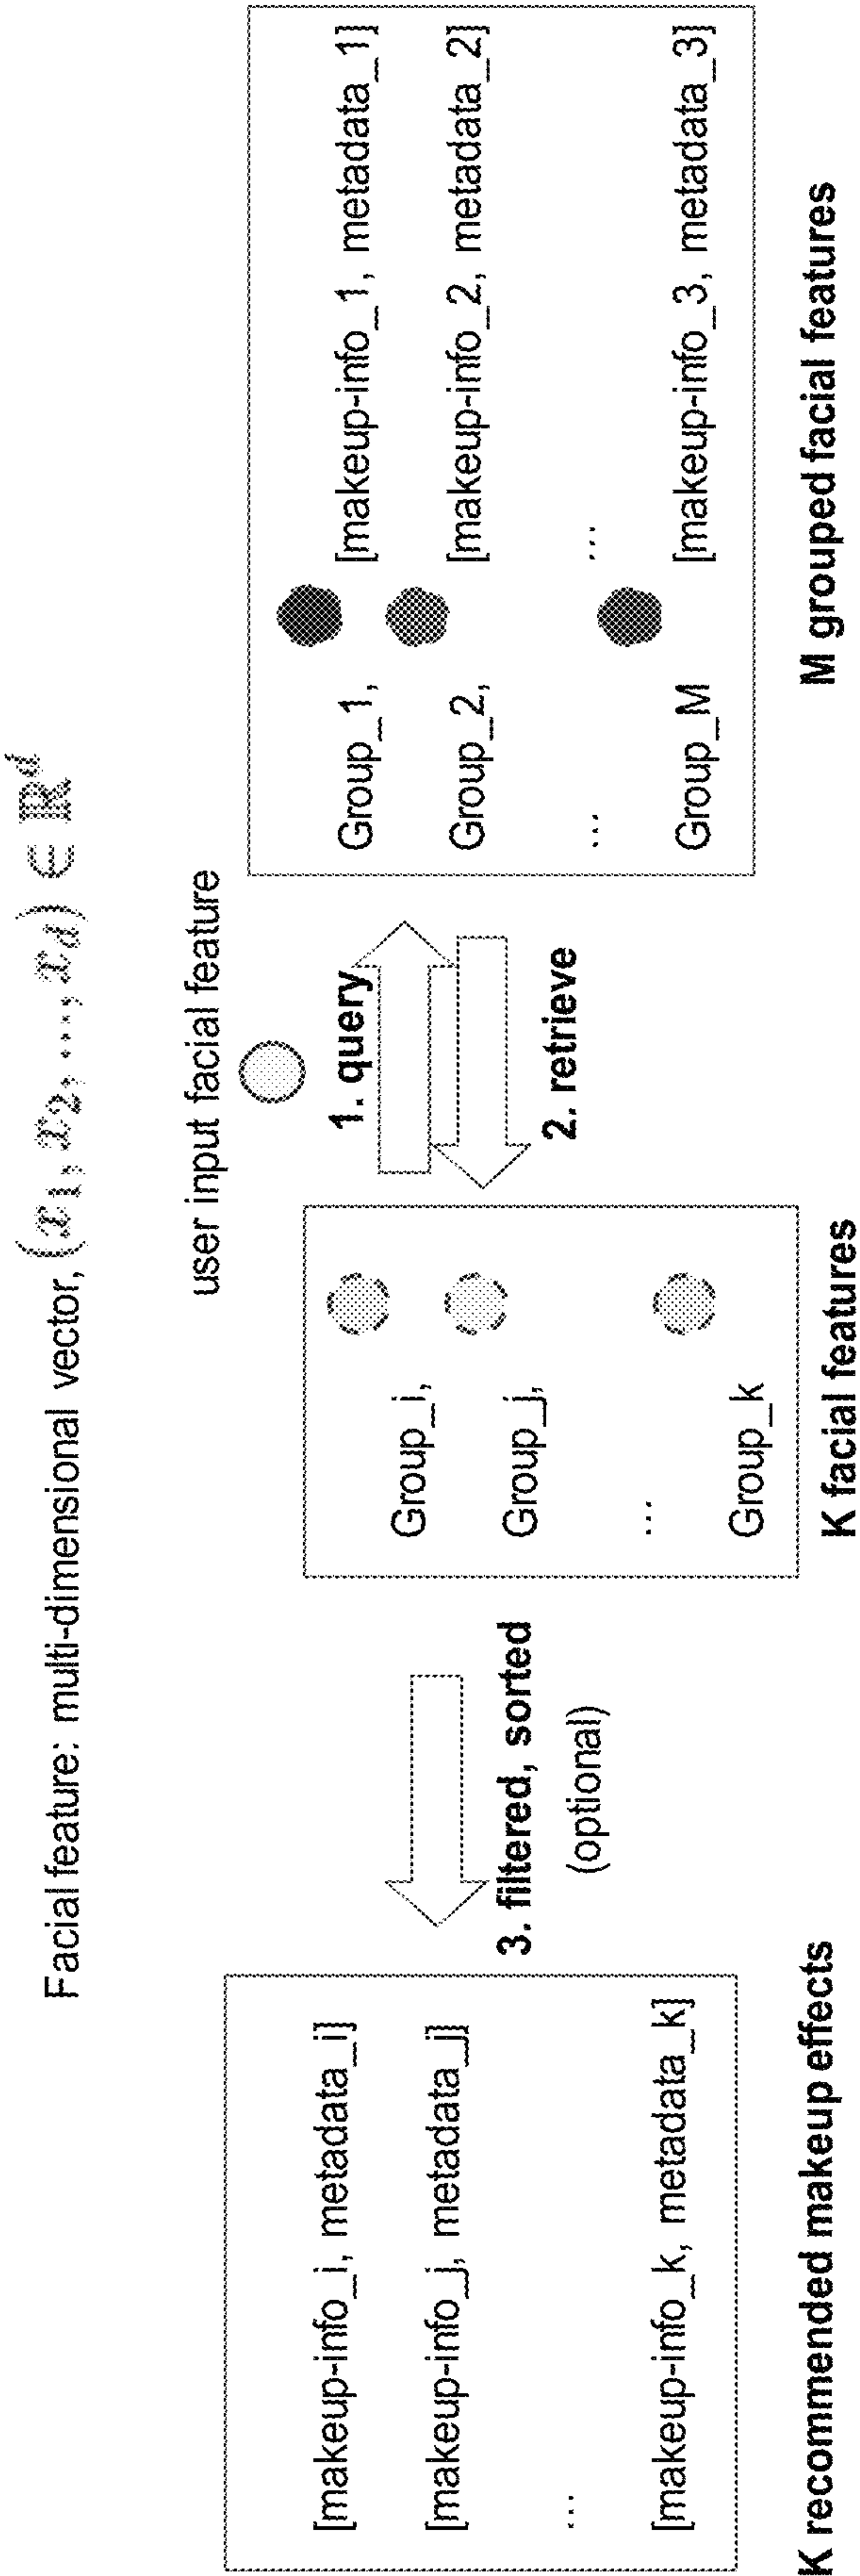 Facial feature: multi-dimensional vector, (x₁, x₂, ..., x_d) ∈ ℝᵈ
user input facial feature
[makeup-info_i, metadata_i]
[makeup-info_j, metadata_j]
...
[makeup-info_k, metadata_k]
K recommended makeup effects
3. filtered, sorted
(optional)
Group_i,
Group_j,
...
Group_k
K facial features
1. query
2. retrieve
Group_1, [makeup-info_1, metadata_1]
Group_2, [makeup-info_2, metadata_2]
... ...
Group_M [makeup-info_3, metadata_3]
M grouped facial features